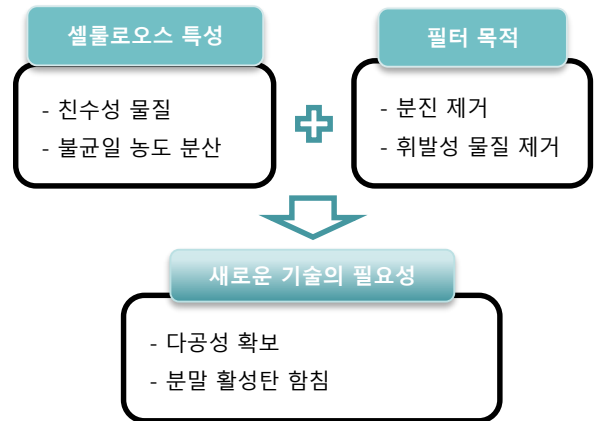 셀룰로오스 특성
- 친수성 물질
- 불균일 농도 분산
필터 목적
- 분진 제거
- 휘발성 물질 제거
새로운 기술의 필요성
- 다공성 확보
- 분말 활성탄 함침